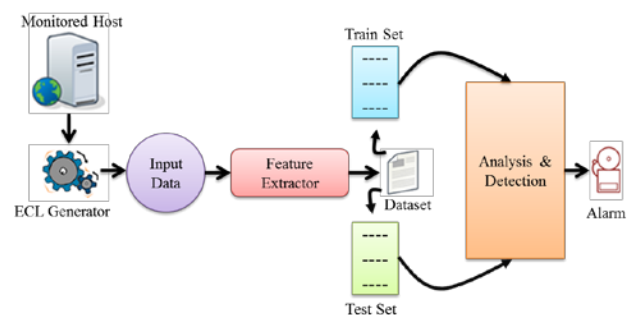 Monitored Host
ECL Generator
Input
Data
Feature
Extractor
Dataset
Train Set
----
----
----
Test Set
----
----
----
Analysis &
Detection
Alarm